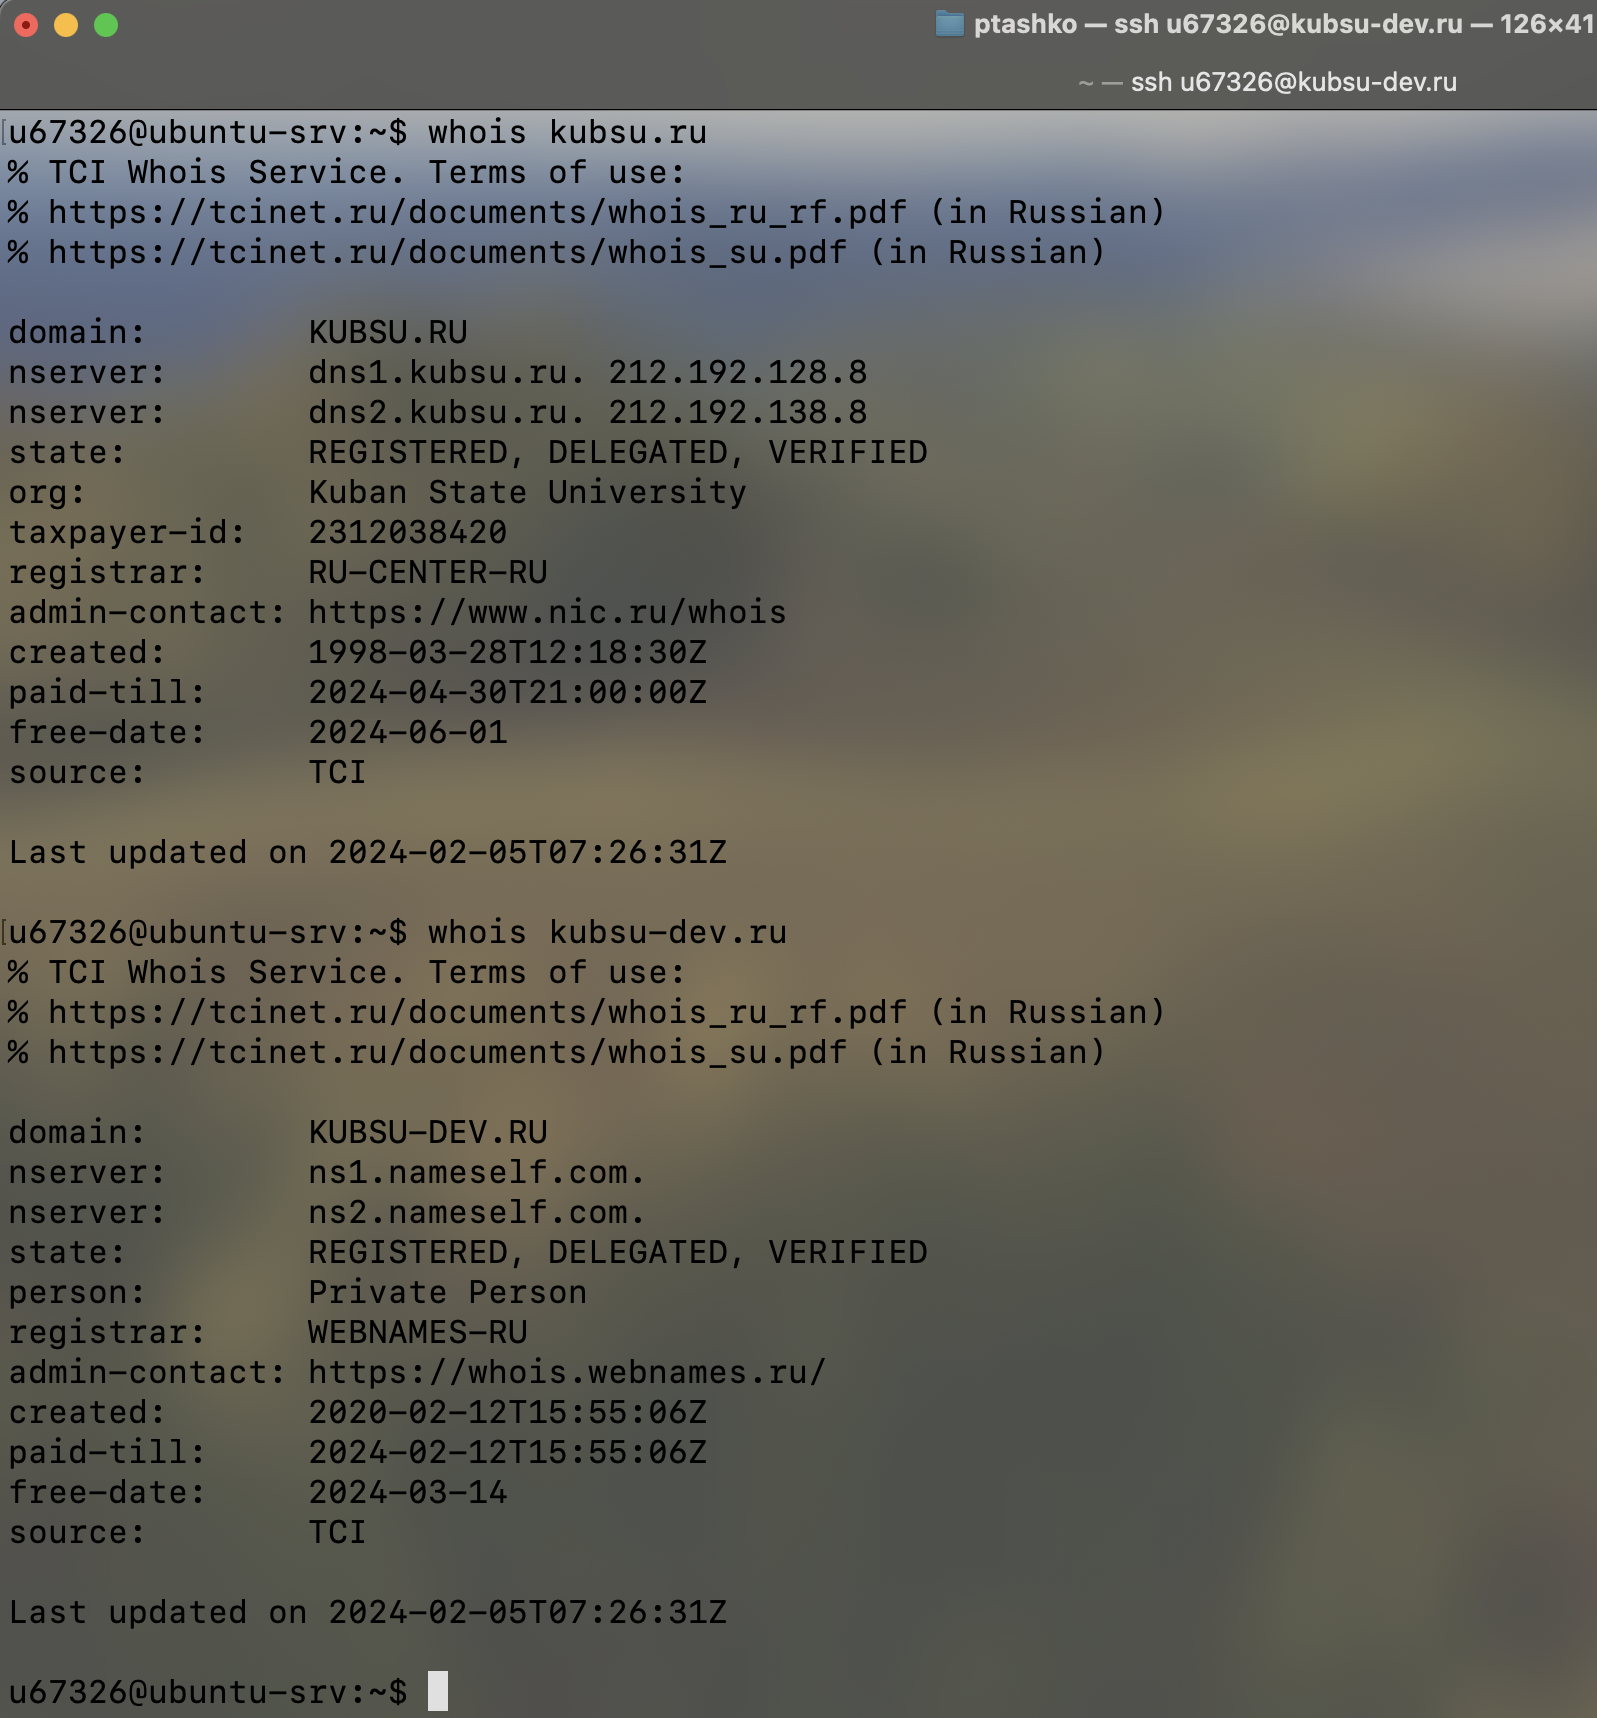 ptashko — ssh u67326@kubsu-dev.ru — 126×41
~ — ssh u67326@kubsu-dev.ru
[u67326@ubuntu-srv:~$ whois kubsu.ru
% TCI Whois Service. Terms of use:
% https://tcinet.ru/documents/whois_ru_rf.pdf (in Russian)
% https://tcinet.ru/documents/whois_su.pdf (in Russian)
domain: KUBSU.RU
nserver: dns1.kubsu.ru. 212.192.128.8
nserver: dns2.kubsu.ru. 212.192.138.8
state: REGISTERED, DELEGATED, VERIFIED
org: Kuban State University
taxpayer-id: 2312038420
registrar: RU-CENTER-RU
admin-contact: https://www.nic.ru/whois
created: 1998-03-28T12:18:30Z
paid-till: 2024-04-30T21:00:00Z
free-date: 2024-06-01
source: TCI
Last updated on 2024-02-05T07:26:31Z
[u67326@ubuntu-srv:~$ whois kubsu-dev.ru
% TCI Whois Service. Terms of use:
% https://tcinet.ru/documents/whois_ru_rf.pdf (in Russian)
% https://tcinet.ru/documents/whois_su.pdf (in Russian)
domain: KUBSU-DEV.RU
nserver: ns1.nameself.com.
nserver: ns2.nameself.com.
state: REGISTERED, DELEGATED, VERIFIED
person: Private Person
registrar: WEBNAMES-RU
admin-contact: https://whois.webnames.ru/
created: 2020-02-12T15:55:06Z
paid-till: 2024-02-12T15:55:06Z
free-date: 2024-03-14
source: TCI
Last updated on 2024-02-05T07:26:31Z
u67326@ubuntu-srv:~$